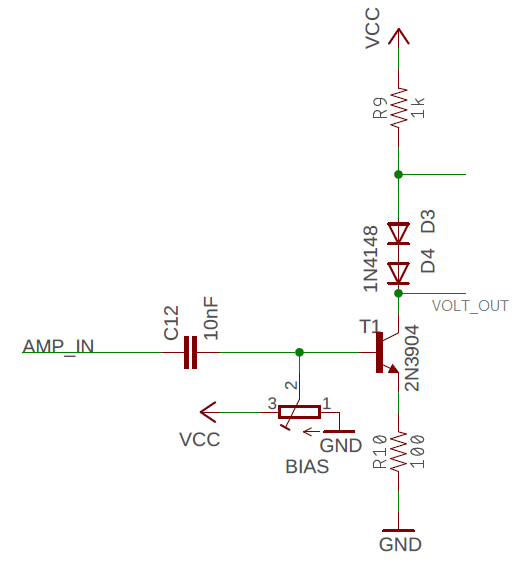 VCC
R9
1k
D3
1N4148
D4
VOLT_OUT
C12
10nF
AMP_IN
T1
2N3904
2
3
1
VCC
GND
BIAS
R10
100
GND